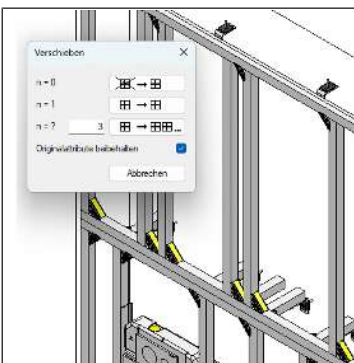 Verschieben
n = 0
n = 1
n = ? 3
Originalattribute beibehalten
Abbrechen